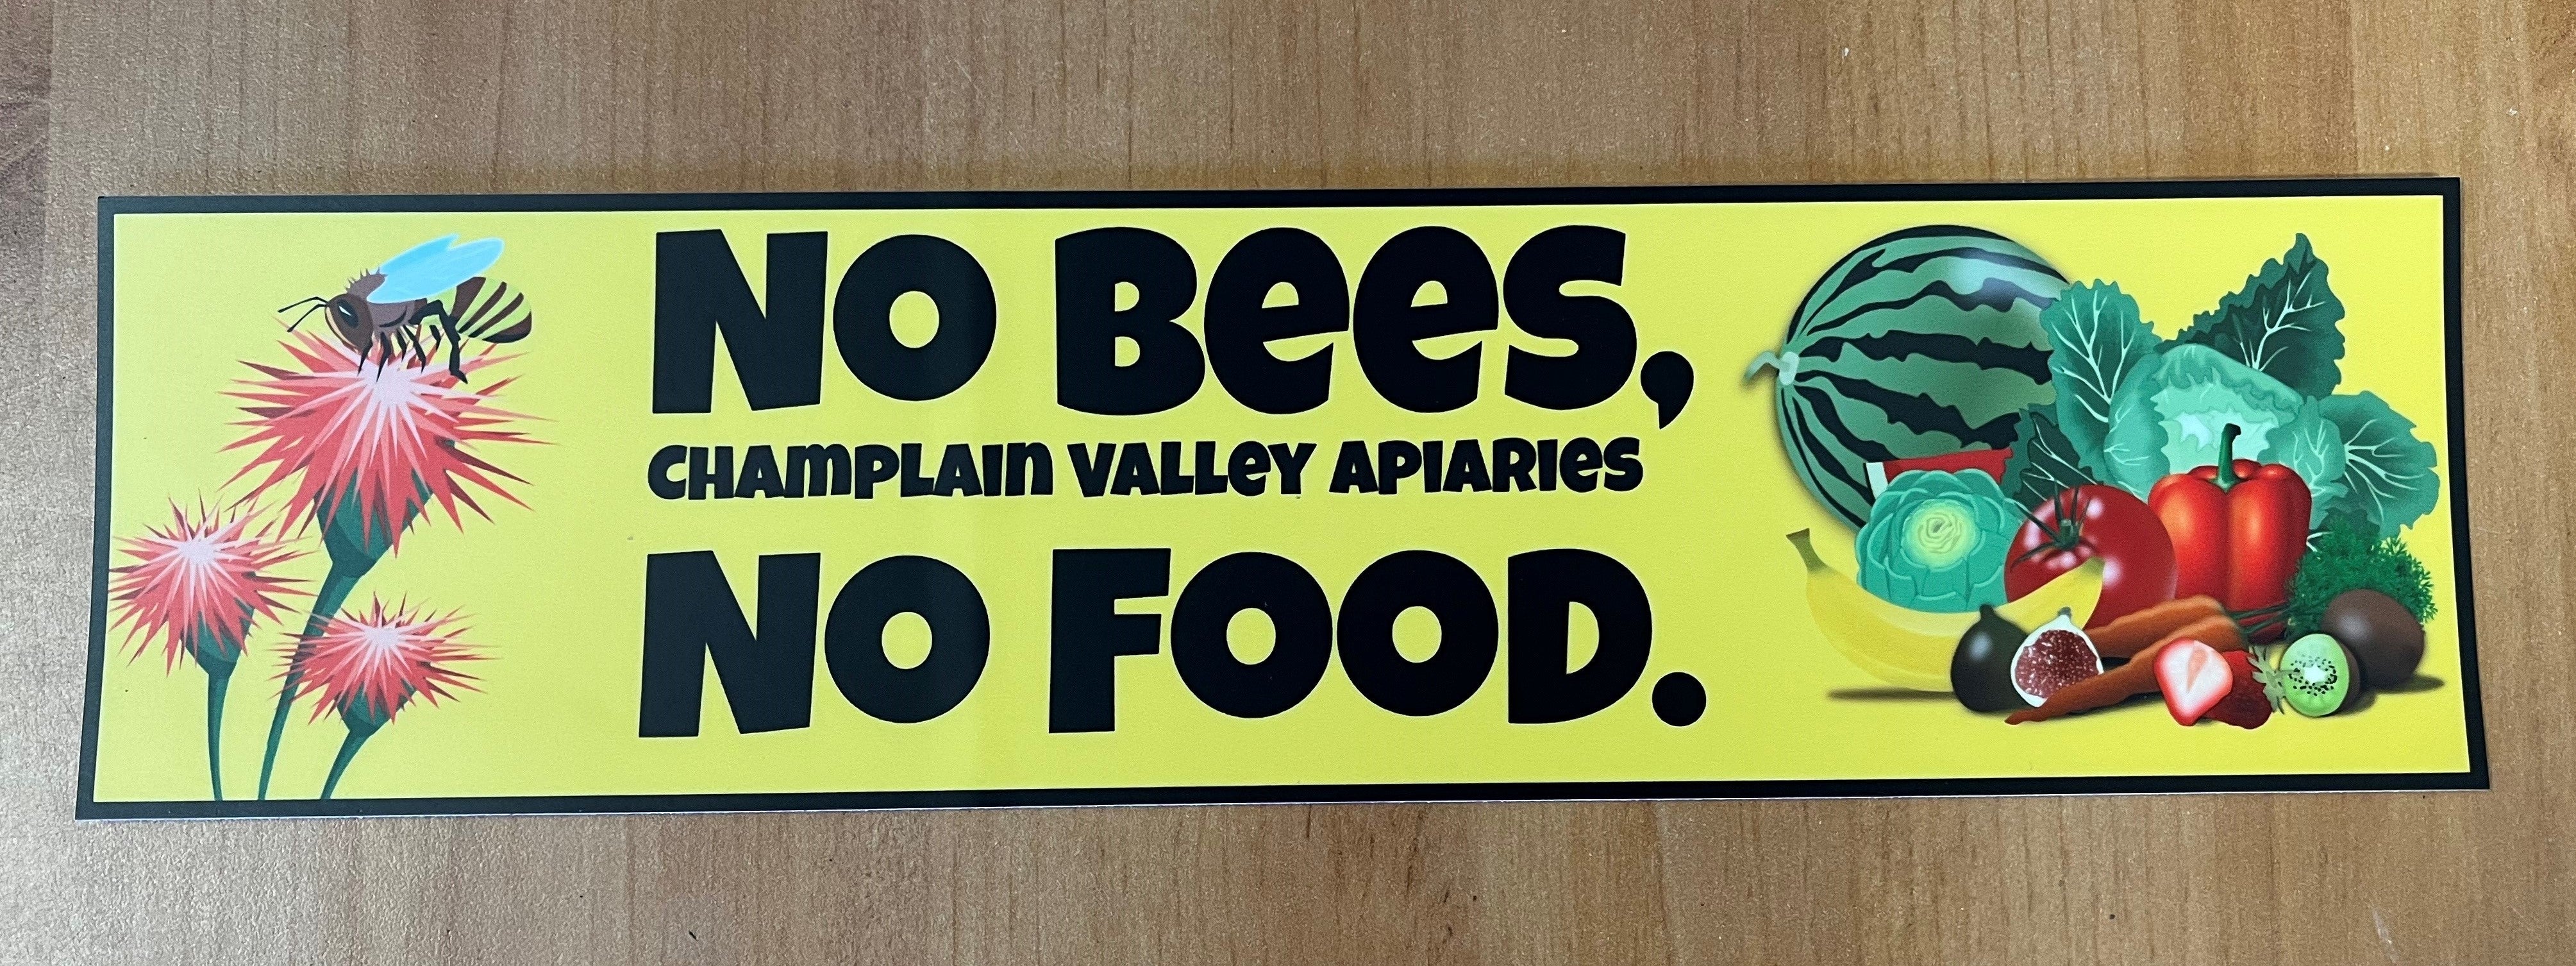 No Bees,
Champlain Valley Apiaries
No Food.